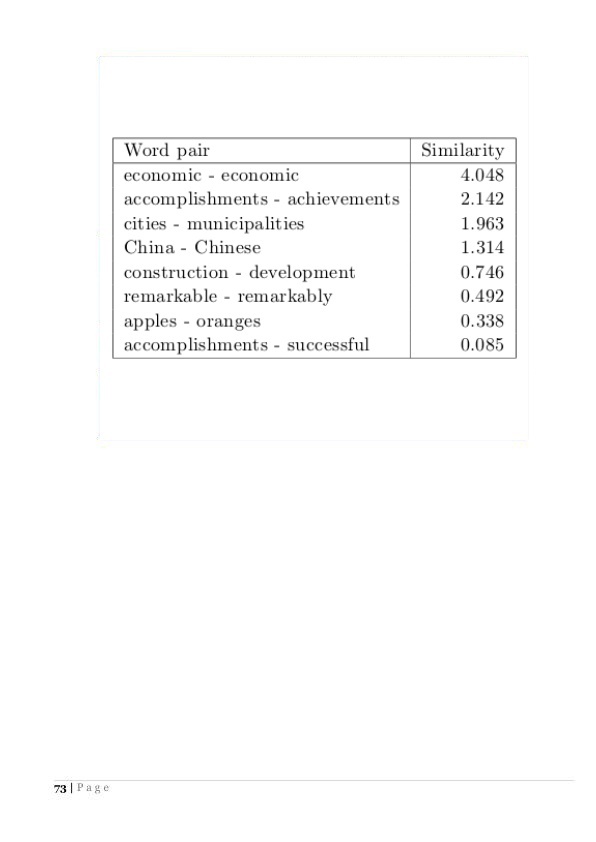 Word pair Similarity
economic - economic 4.048
accomplishments - achievements 2.142
cities - municipalities 1.963
China - Chinese 1.314
construction - development 0.746
remarkable - remarkably 0.492
apples - oranges 0.338
accomplishments - successful 0.085
73 | Page